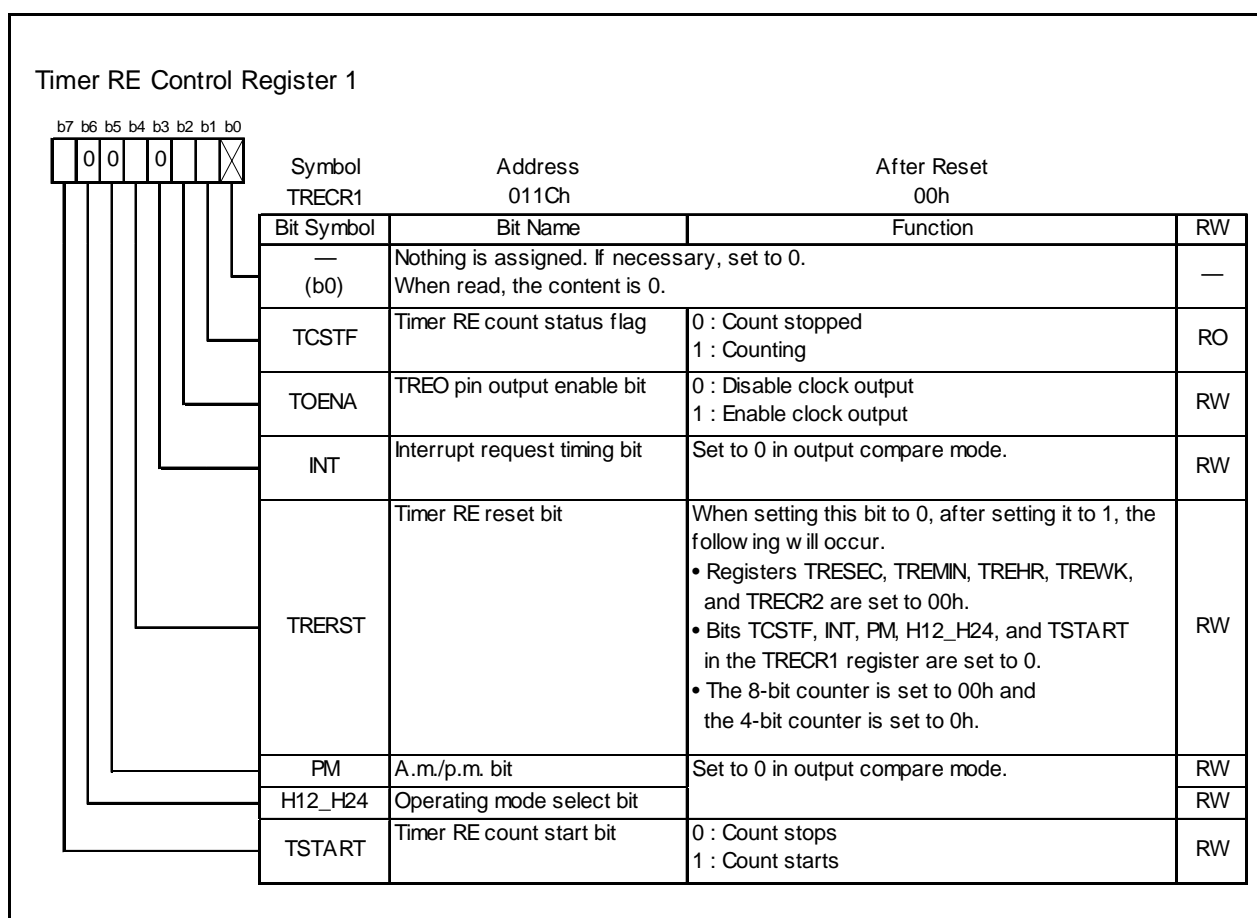 Timer RE Control Register 1
b7 b6 b5 b4 b3 b2 b1 b0
0 0 0
Symbol Address After Reset
TRECR1 011Ch 00h
Bit Symbol Bit Name Function RW
—
(b0)
Nothing is assigned. If necessary, set to 0.
When read, the content is 0.
—
TCSTF
Timer RE count status flag
0 : Count stopped
1 : Counting
RO
TOENA
TREO pin output enable bit
0 : Disable clock output
1 : Enable clock output
RW
INT
Interrupt request timing bit
Set to 0 in output compare mode.
RW
TRERST
Timer RE reset bit
When setting this bit to 0, after setting it to 1, the
following will occur.
• Registers TRESEC, TREMIN, TREHR, TREWK,
and TRECR2 are set to 00h.
• Bits TCSTF, INT, PM, H12_H24, and TSTART
in the TRECR1 register are set to 0.
• The 8-bit counter is set to 00h and
the 4-bit counter is set to 0h.
RW
PM A.m./p.m. bit Set to 0 in output compare mode. RW
H12_H24 Operating mode select bit RW
TSTART
Timer RE count start bit
0 : Count stops
1 : Count starts
RW